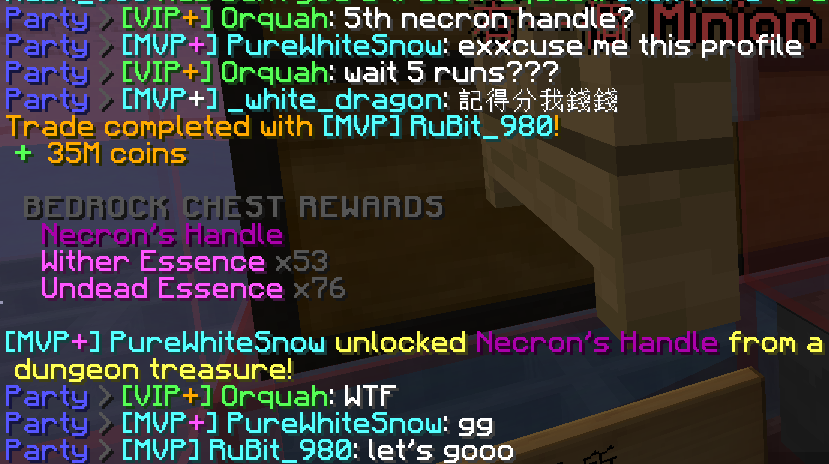 Party > [VIP+] Orquah: 5th necron handle?
Minion
Party > [MVP+] PureWhiteSnow: exxcuse me this profile
Party > [VIP+] Orquah: wait 5 runs???
Party > [MVP+] _white_dragon: 記得分我錢錢
Trade completed with [MVP] RuBit_980!
+ 35M coins
BEDROCK CHEST REWARDS
Necron's Handle
Wither Essence x53
Undead Essence x76
[MVP+] PureWhiteSnow unlocked Necron's Handle from a
dungeon treasure!
Party > [VIP+] Orquah: WTF
Party > [MVP+] PureWhiteSnow: gg
Party > [MVP] RuBit_980: let's gooo